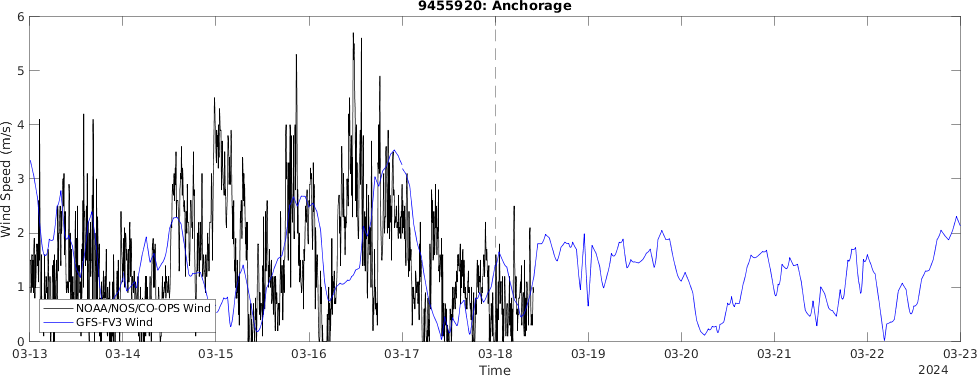 9455920: Anchorage
6
5
4
3
2
1
0
Wind Speed (m/s)
NOAA/NOS/CO-OPS Wind
GFS-FV3 Wind
03-13 03-14 03-15 03-16 03-17 03-18 03-19 03-20 03-21 03-22 03-23
Time
2024